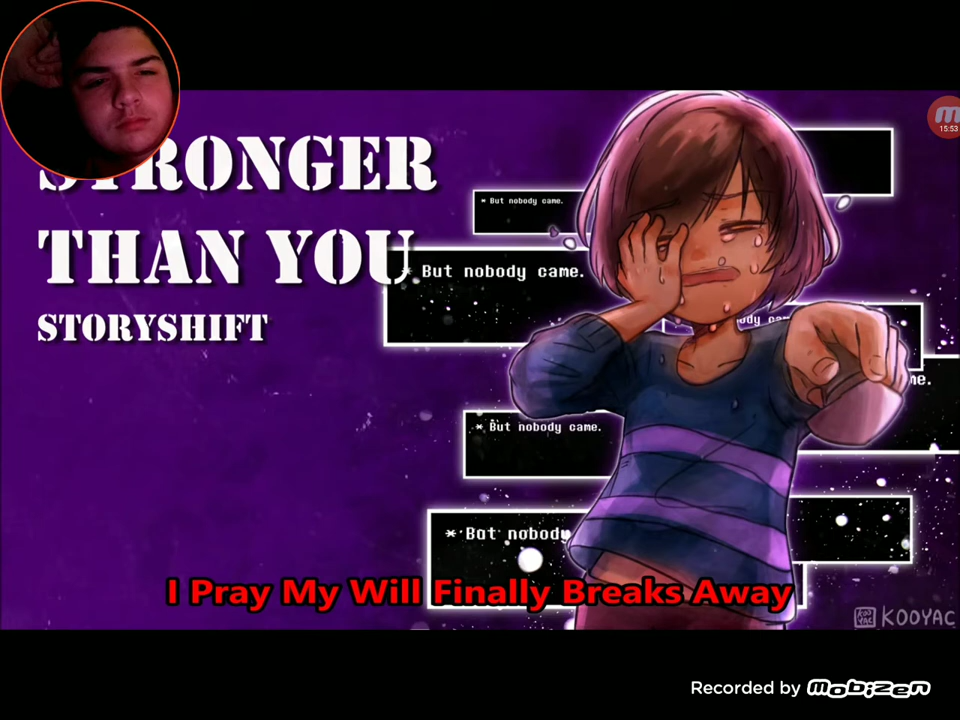 STRONGER
THAN YOU
STORYSHIFT
* But nobody came.
* But nobody came.
* But nobody came.
* But nobody
I Pray My Will Finally Breaks Away
KOOYAC
15:53
Recorded by mobizen